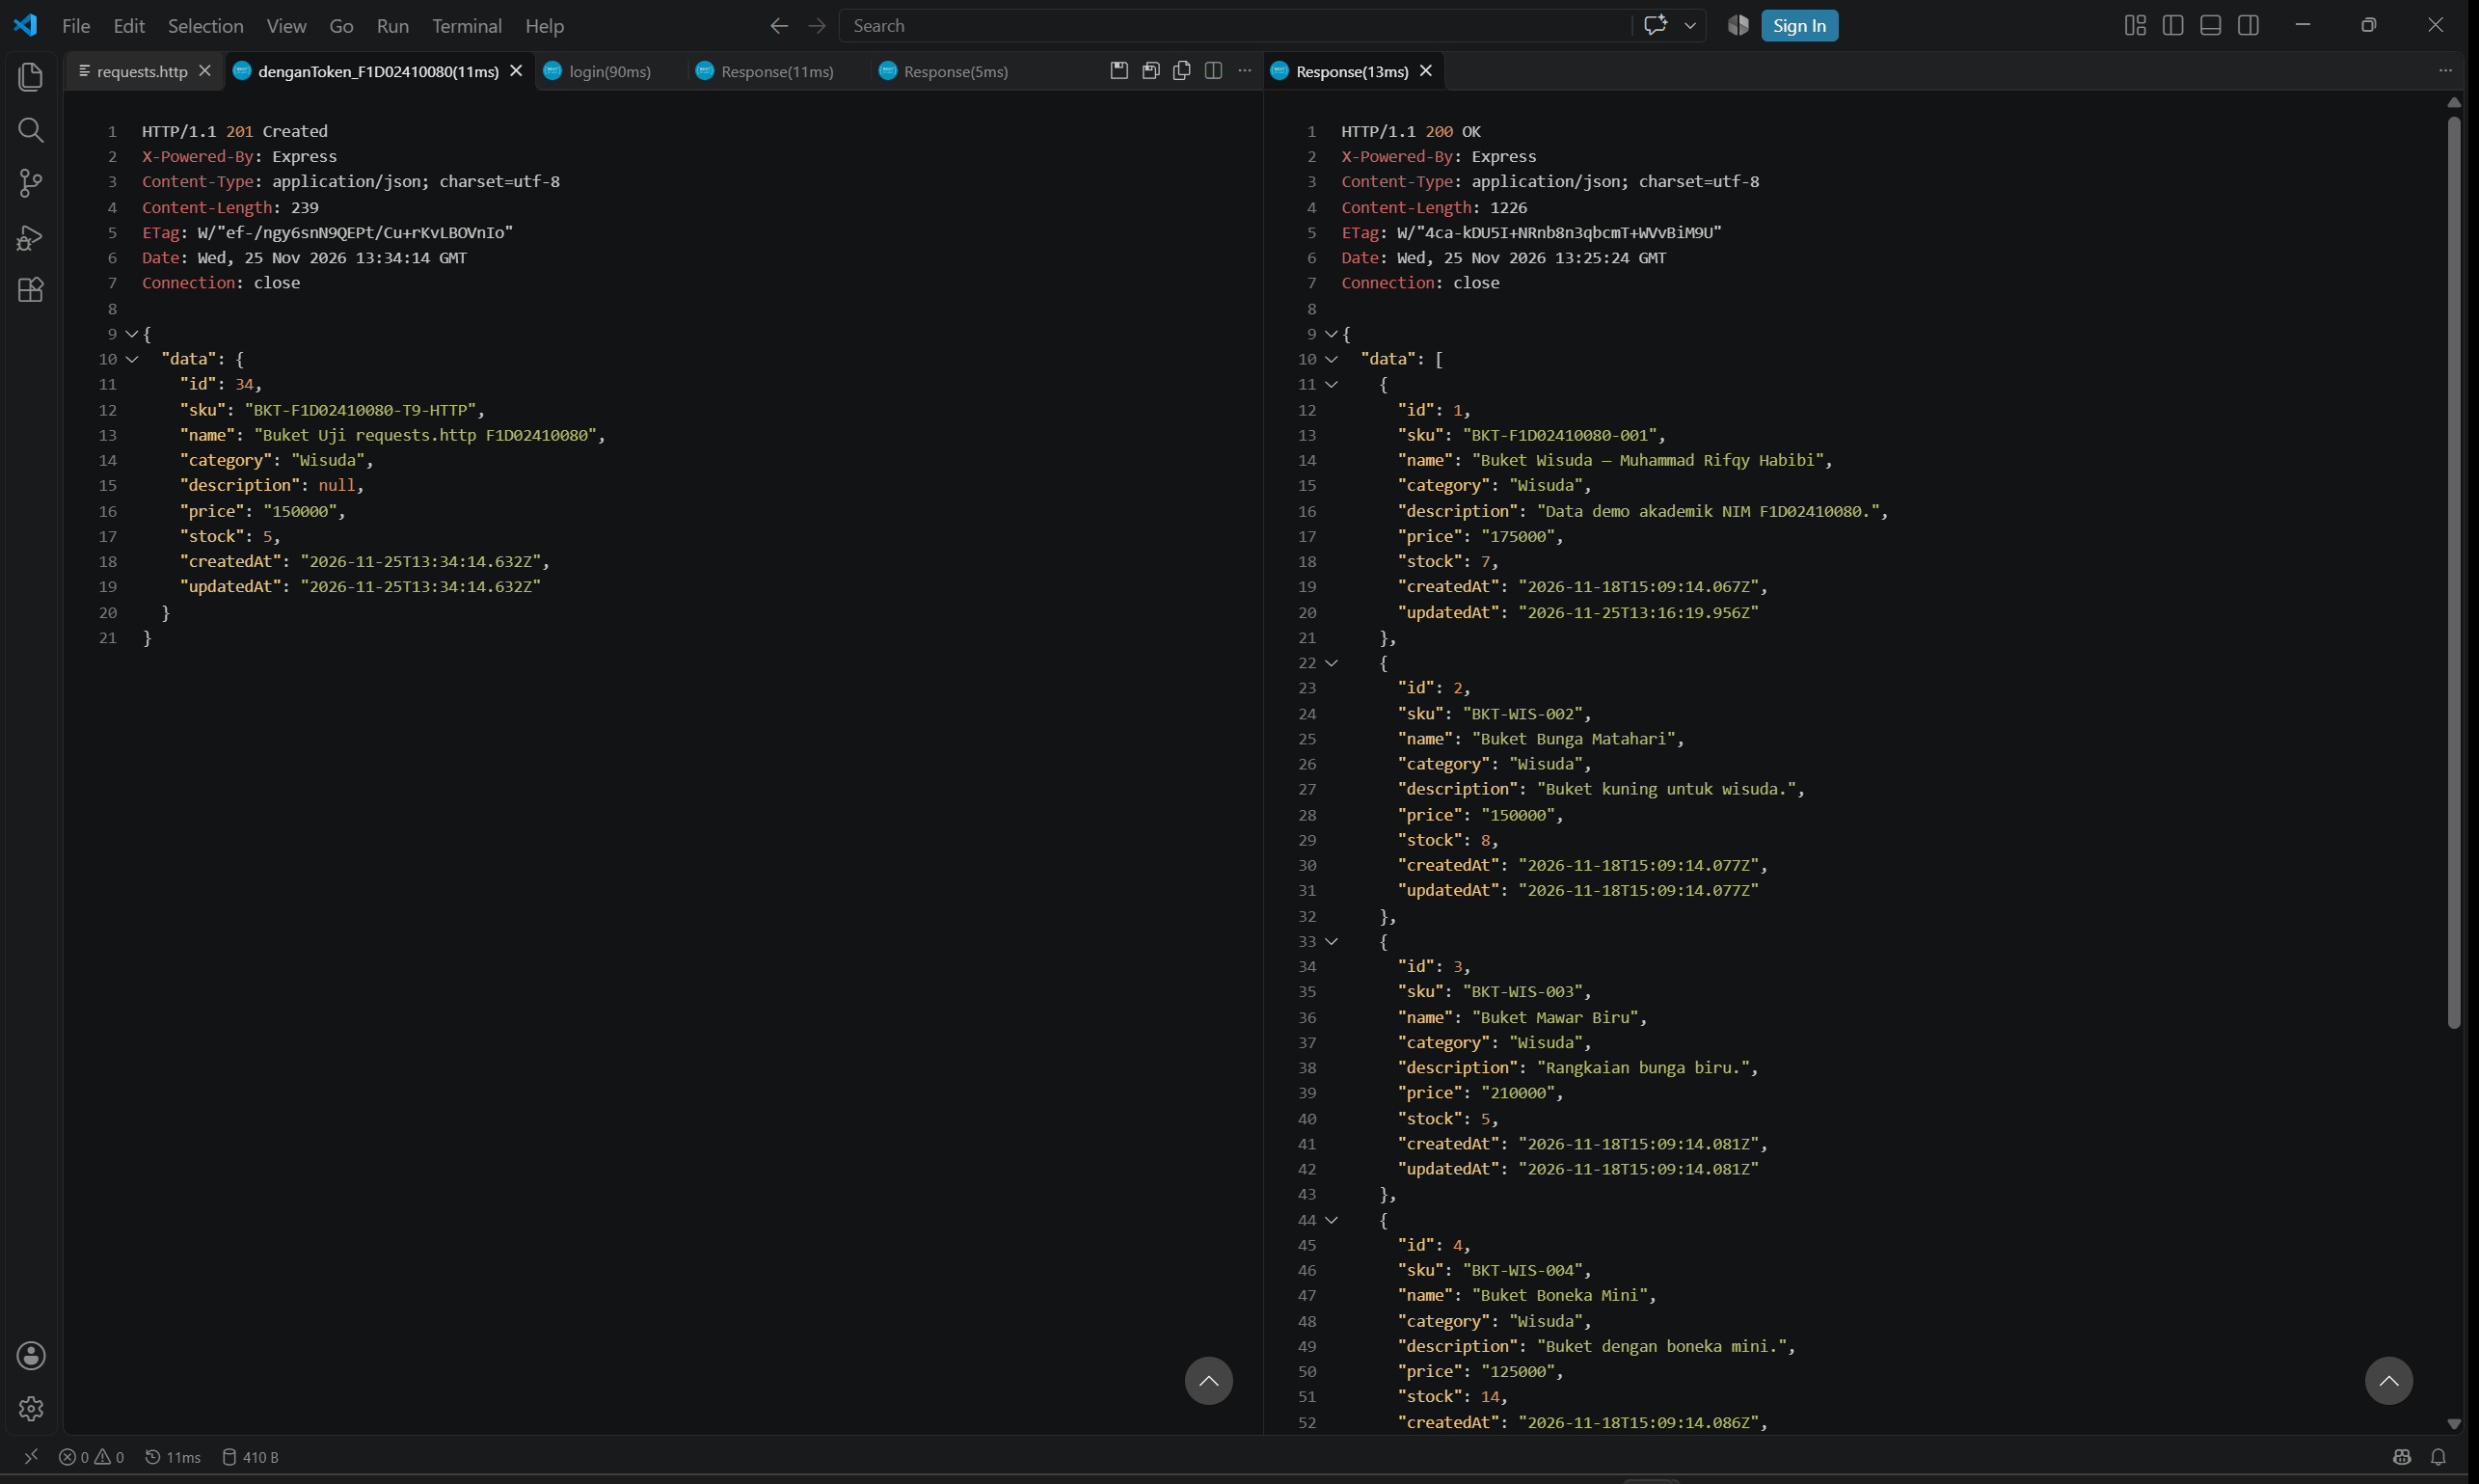 File Edit Selection View Go Run Terminal Help
Search
Sign In
requests.http
denganToken_F1D02410080(11ms)
login(90ms)
Response(11ms)
Response(5ms)
1 HTTP/1.1 201 Created
2 X-Powered-By: Express
3 Content-Type: application/json; charset=utf-8
4 Content-Length: 239
5 ETag: W/"ef-/ngy6snN9QEPt/Cu+rKvLBOVnIo"
6 Date: Wed, 25 Nov 2026 13:34:14 GMT
7 Connection: close
8
9 {
10 "data": {
11 "id": 34,
12 "sku": "BKT-F1D02410080-T9-HTTP",
13 "name": "Buket Uji requests.http F1D02410080",
14 "category": "Wisuda",
15 "description": null,
16 "price": "150000",
17 "stock": 5,
18 "createdAt": "2026-11-25T13:34:14.632Z",
19 "updatedAt": "2026-11-25T13:34:14.632Z"
20 }
21 }
Response(13ms)
1 HTTP/1.1 200 OK
2 X-Powered-By: Express
3 Content-Type: application/json; charset=utf-8
4 Content-Length: 1226
5 ETag: W/"4ca-kDU5I+NRnb8n3qbcmT+WVvBiM9U"
6 Date: Wed, 25 Nov 2026 13:25:24 GMT
7 Connection: close
8
9 {
10 "data": [
11 {
12 "id": 1,
13 "sku": "BKT-F1D02410080-001",
14 "name": "Buket Wisuda – Muhammad Rifqy Habibi",
15 "category": "Wisuda",
16 "description": "Data demo akademik NIM F1D02410080.",
17 "price": "175000",
18 "stock": 7,
19 "createdAt": "2026-11-18T15:09:14.067Z",
20 "updatedAt": "2026-11-25T13:16:19.956Z"
21 },
22 {
23 "id": 2,
24 "sku": "BKT-WIS-002",
25 "name": "Buket Bunga Matahari",
26 "category": "Wisuda",
27 "description": "Buket kuning untuk wisuda.",
28 "price": "150000",
29 "stock": 8,
30 "createdAt": "2026-11-18T15:09:14.077Z",
31 "updatedAt": "2026-11-18T15:09:14.077Z"
32 },
33 {
34 "id": 3,
35 "sku": "BKT-WIS-003",
36 "name": "Buket Mawar Biru",
37 "category": "Wisuda",
38 "description": "Rangkaian bunga biru.",
39 "price": "210000",
40 "stock": 5,
41 "createdAt": "2026-11-18T15:09:14.081Z",
42 "updatedAt": "2026-11-18T15:09:14.081Z"
43 },
44 {
45 "id": 4,
46 "sku": "BKT-WIS-004",
47 "name": "Buket Boneka Mini",
48 "category": "Wisuda",
49 "description": "Buket dengan boneka mini.",
50 "price": "125000",
51 "stock": 14,
52 "createdAt": "2026-11-18T15:09:14.086Z",
0 0 11ms 410 B